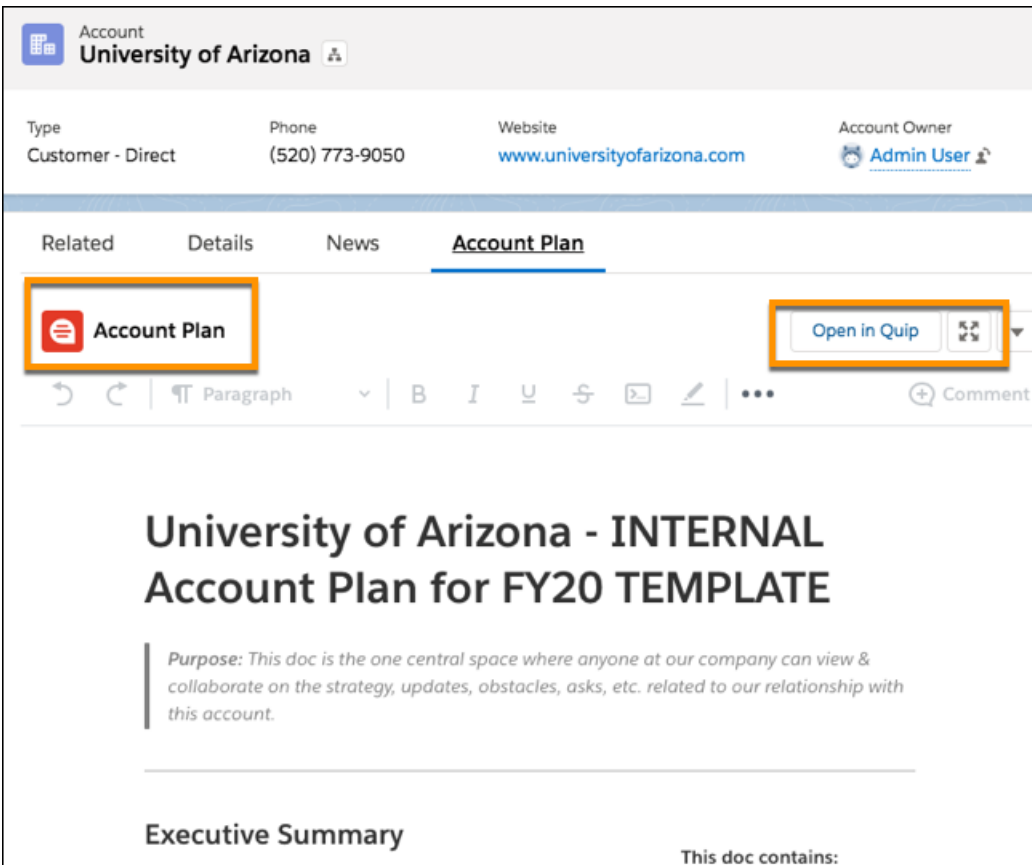 Account
University of Arizona
Type
Customer - Direct
Phone
(520) 773-9050
Website
www.universityofarizona.com
Account Owner
Admin User
Related Details News Account Plan
Account Plan
Open in Quip
Paragraph B I U S Comment
University of Arizona - INTERNAL
Account Plan for FY20 TEMPLATE
Purpose: This doc is the one central space where anyone at our company can view &
collaborate on the strategy, updates, obstacles, asks, etc. related to our relationship with
this account.
Executive Summary
This doc contains: